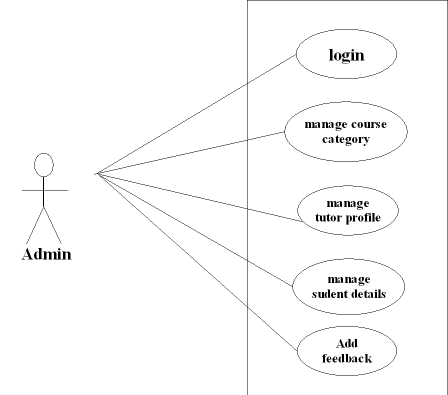 login
manage course
category
manage
tutor profile
Admin
manage
sudent details
Add
feedback